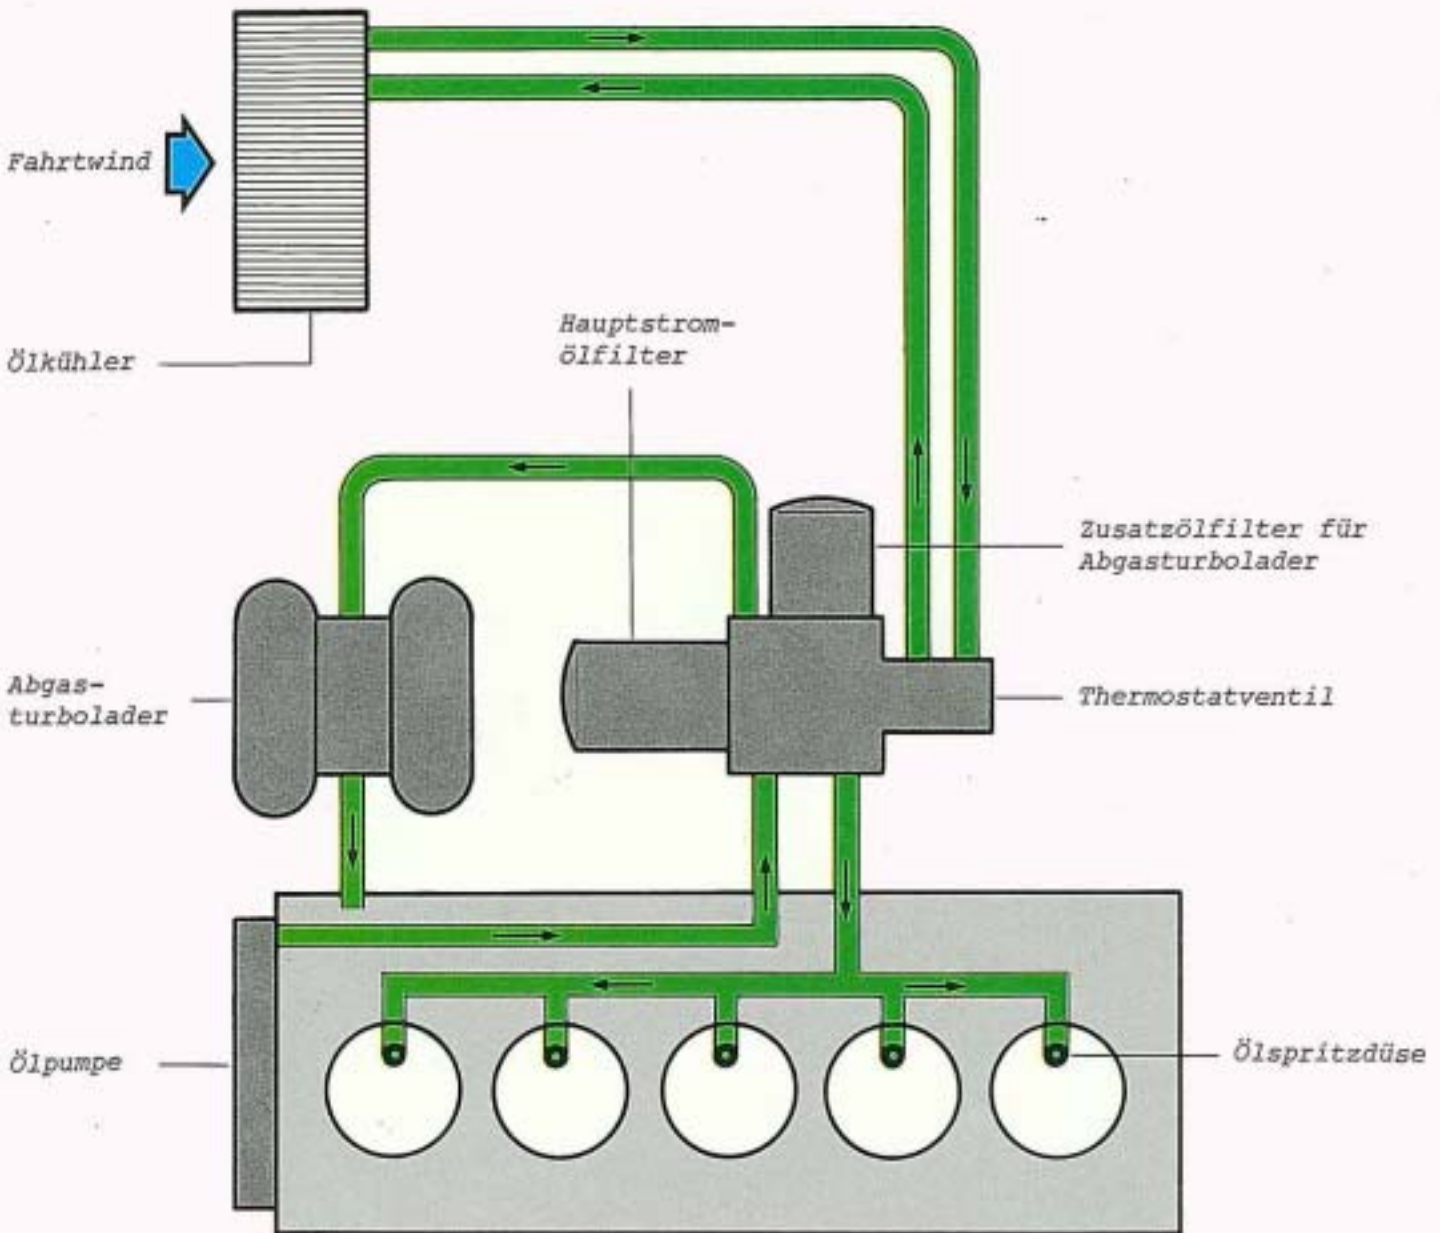 Fahrtwind
Ölkühler
Hauptstrom-
ölfilter
Zusatzölfilter für
Abgasturbolader
Abgas-
turbolader
Thermostatventil
Ölpumpe
Ölspritzdüse